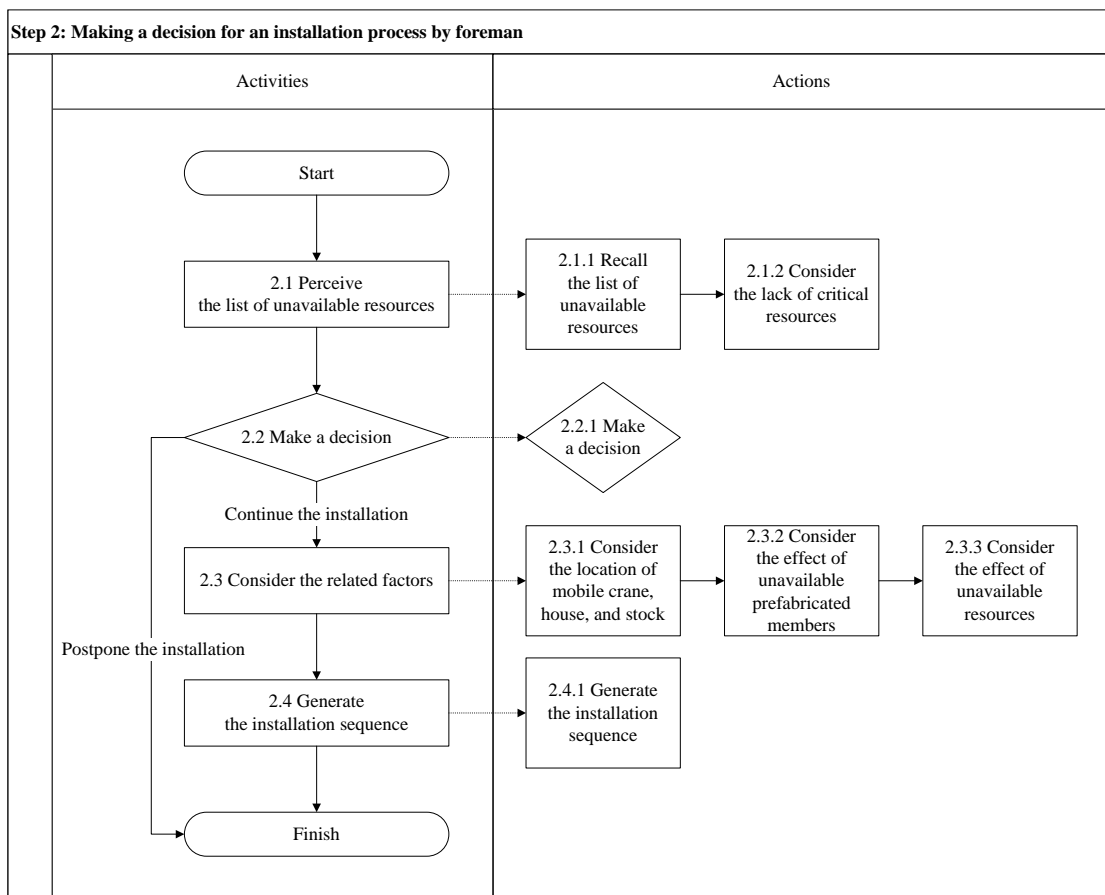 Step 2: Making a decision for an installation process by foreman
Activities
Actions
Start
2.1 Perceive
the list of unavailable resources
2.1.1 Recall
the list of
unavailable
resources
2.1.2 Consider
the lack of critical
resources
2.2 Make a decision
2.2.1 Make
a decision
Continue the installation
2.3 Consider the related factors
2.3.1 Consider
the location of
mobile crane,
house, and stock
2.3.2 Consider
the effect of
unavailable
prefabricated
members
2.3.3 Consider
the effect of
unavailable
resources
Postpone the installation
2.4 Generate
the installation sequence
2.4.1 Generate
the installation
sequence
Finish